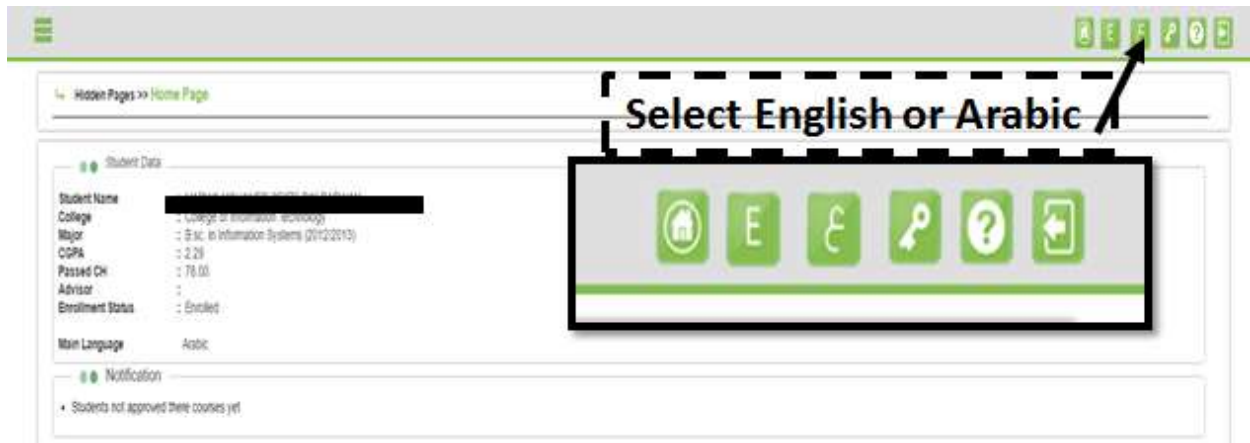 E ع ?
Hidden Pages >> Home Page
Select English or Arabic
E ع ?
Student Data
Student Name
College : College of Information Technology
Major : B.sc. in Information Systems (2012/2013)
CGPA : 2.29
Passed CH : 78.00
Advisor :
Enrollment Status : Enrolled
Main Language Arabic
Notification
• Students not approved there courses yet